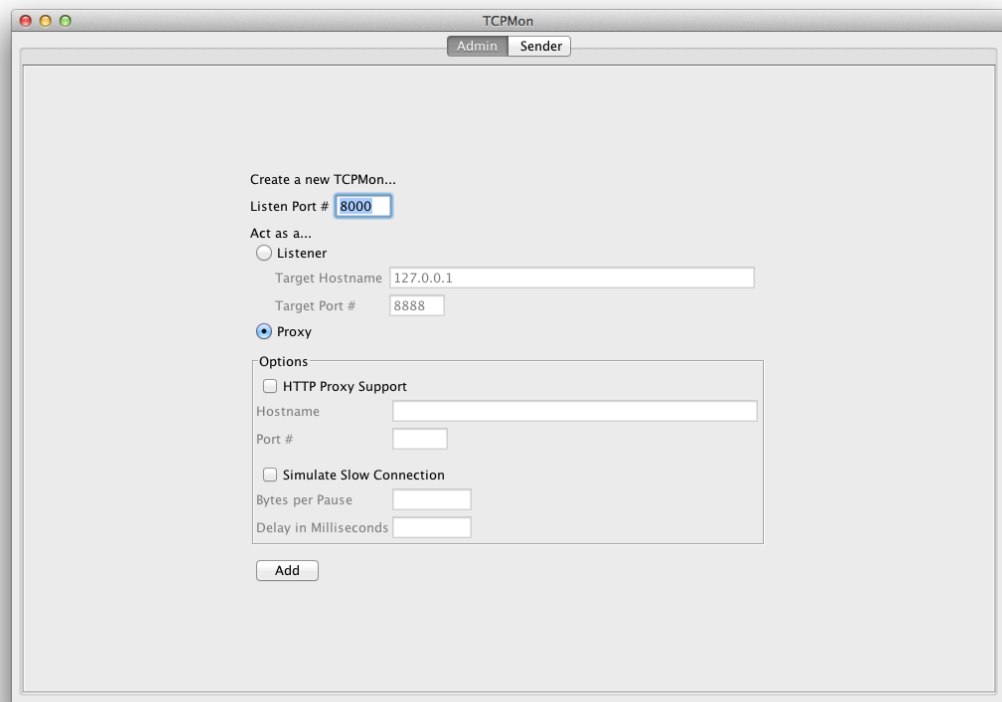 TCPMon
Admin Sender
Create a new TCPMon...
Listen Port # 8000
Act as a...
Listener
Target Hostname 127.0.0.1
Target Port # 8888
Proxy
Options
HTTP Proxy Support
Hostname
Port #
Simulate Slow Connection
Bytes per Pause
Delay in Milliseconds
Add